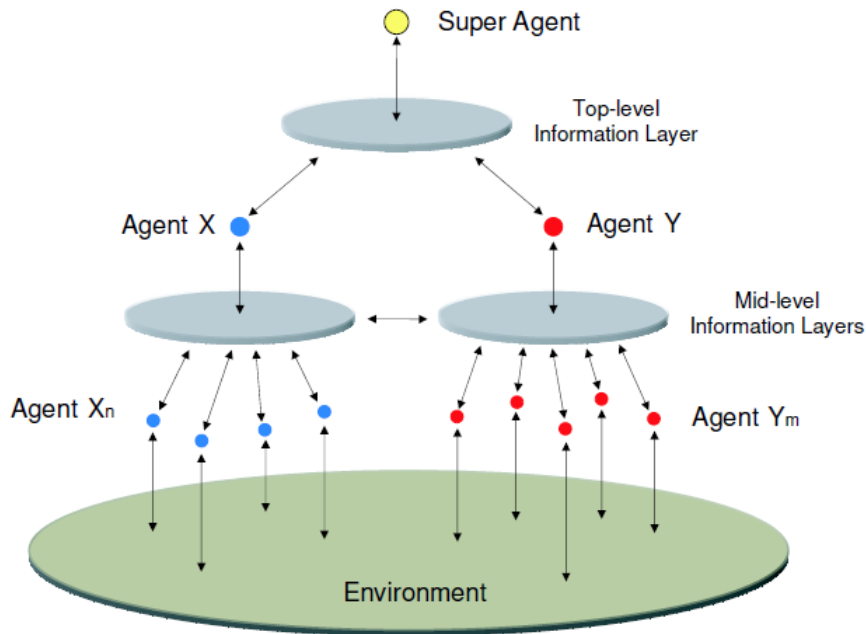 Super Agent
Top-level
Information Layer
Agent X
Agent Y
Mid-level
Information Layers
Agent Xn
Agent Ym
Environment